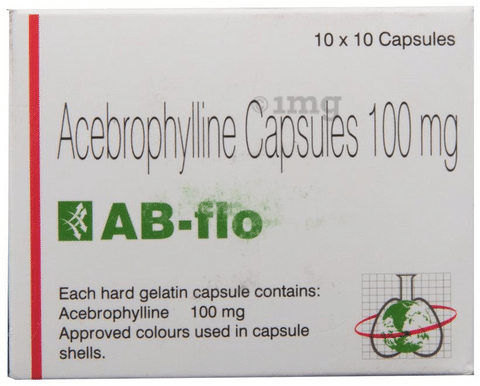 10 x 10 Capsules
1mg
Acebrophylline Capsules 100 mg
AB-flo
Each hard gelatin capsule contains:
Acebrophylline 100 mg
Approved colours used in capsule
shells.